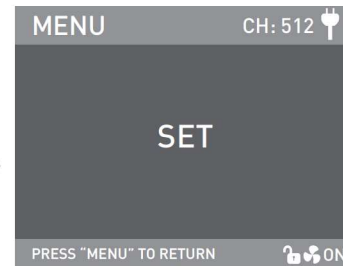 MENU CH: 512
SET
PRESS “MENU” TO RETURN ON